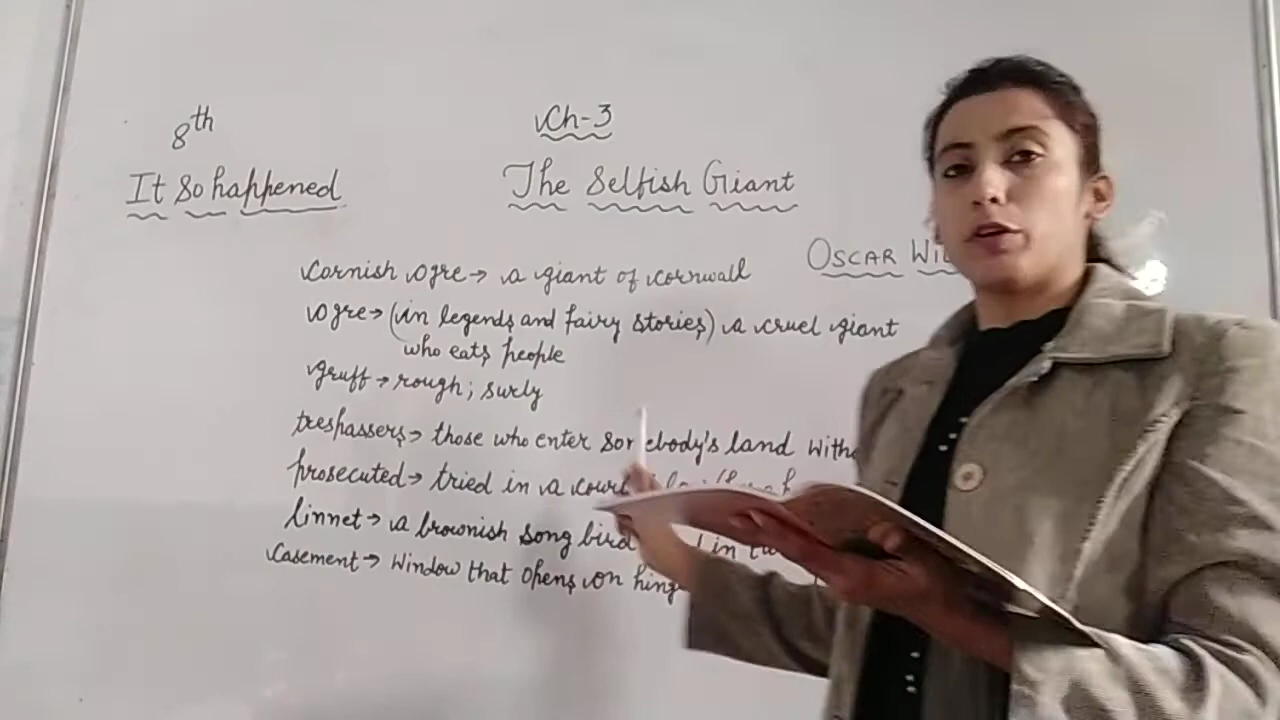 8th
Ch-3
It So happened
The Selfish Giant
OSCAR
Cornish Ogre → a giant of cornwall
Ogre → (in legends and fairy stories) a cruel giant
who eats people
gruff → rough; surly
trespassers → those who enter somebody's land
prosecuted → tried in a court
linnet → a brownish song bird in
Casement → Window that opens on